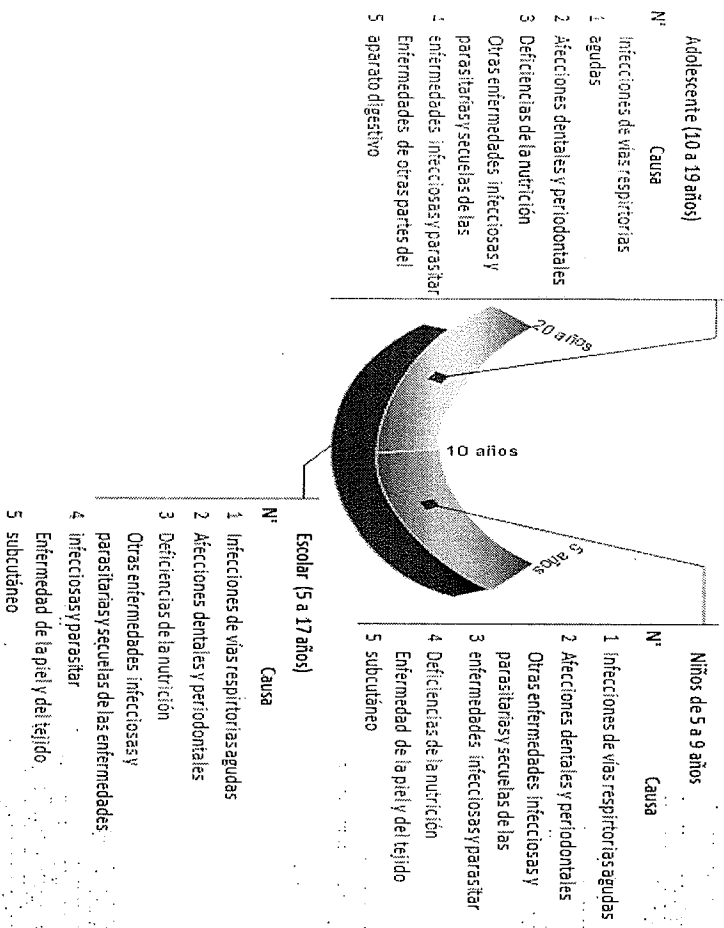 Adolescente (10 a 19 años)
N° Causa
Infecciones de vías respirtorias
1 agudas
2 Afecciones dentales y periodontales
3 Deficiencias de la nutrición
Otras enfermedades infecciosas y
parasitarias y secuelas de las
4 enfermedades infecciosas y parasitar
Enfermedades de otras partes del
5 aparato digestivo
20 años
10 años
5 años
Niños de 5 a 9 años
N° Causa
1 Infecciones de vías respirtorias agudas
2 Afecciones dentales y periodontales
Otras enfermedades infecciosas y
parasitarias y secuelas de las
3 enfermedades infecciosas y parasitar
4 Deficiencias de la nutrición
Enfermedad de la piel y del tejido
5 subcutáneo
Escolar (5 a 17 años)
N° Causa
1 Infecciones de vías respirtorias agudas
2 Afecciones dentales y periodontales
3 Deficiencias de la nutrición
Otras enfermedades infecciosas y
parasitarias y secuelas de las enfermedades
4 infecciosas y parasitar
Enfermedad de la piel y del tejido
5 subcutáneo